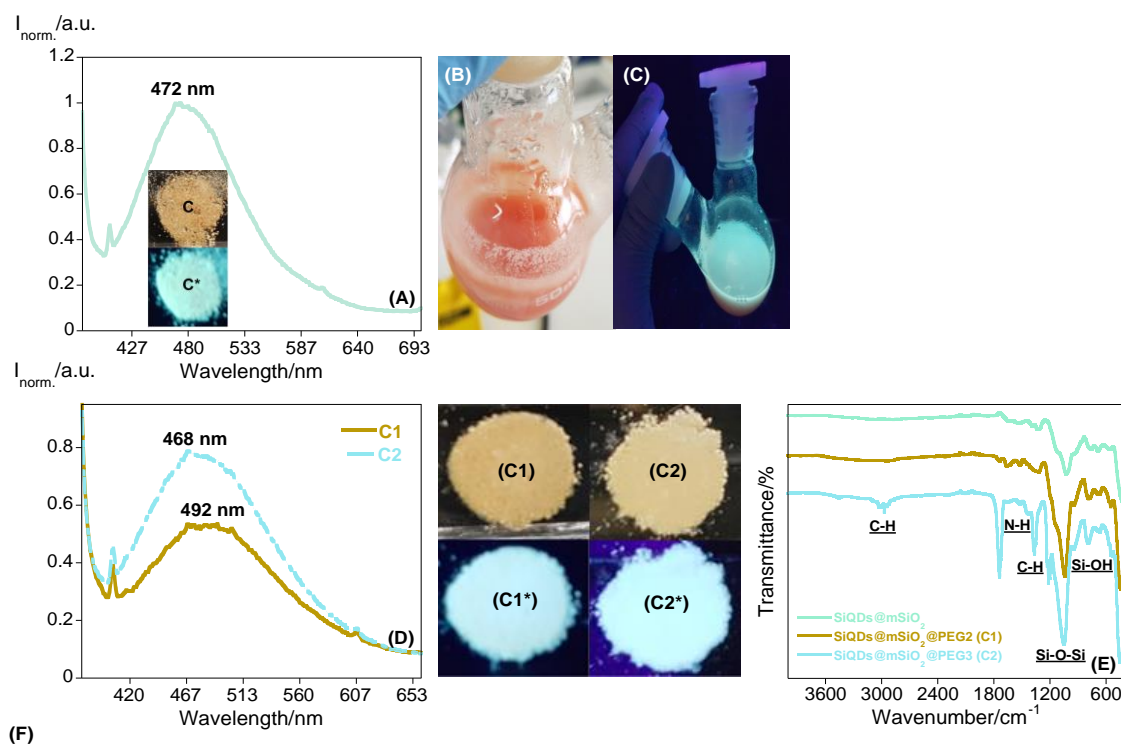 I norm./a.u.
1.2
1
0.8
0.6
0.4
0.2
0
472 nm
C
C*
(A)
427 480 533 587 640 693
Wavelength/nm
(B)
50
(C)
I norm./a.u.
0.8
0.6
0.4
0.2
0
C1
C2
468 nm
492 nm
(D)
420 467 513 560 607 653
Wavelength/nm
(C1)
(C2)
(C1*)
(C2*)
Transmittance/%
C-H
N-H
C-H
Si-OH
Si-O-Si
SiQDs@mSiO2
SiQDs@mSiO2@PEG2 (C1)
SiQDs@mSiO2@PEG3 (C2)
(E)
3600 3000 2400 1800 1200 600
Wavenumber/cm-1
(F)